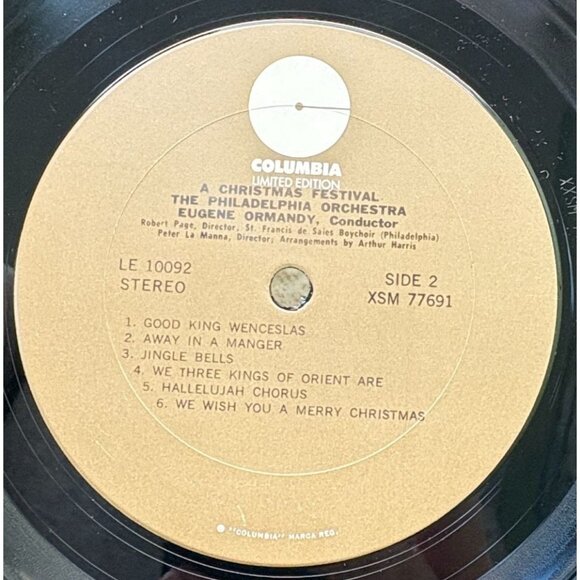 COLUMBIA
LIMITED EDITION
A CHRISTMAS FESTIVAL
THE PHILADELPHIA ORCHESTRA
EUGENE ORMANDY, Conductor
Robert Page, Director, St. Francis de Sales Boychoir (Philadelphia)
Peter La Manna, Director; Arrangements by Arthur Harris
LE 10092
STEREO
SIDE 2
XSM 77691
1. GOOD KING WENCESLAS
2. AWAY IN A MANGER
3. JINGLE BELLS
4. WE THREE KINGS OF ORIENT ARE
5. HALLELUJAH CHORUS
6. WE WISH YOU A MERRY CHRISTMAS
"COLUMBIA" MARCA REG.